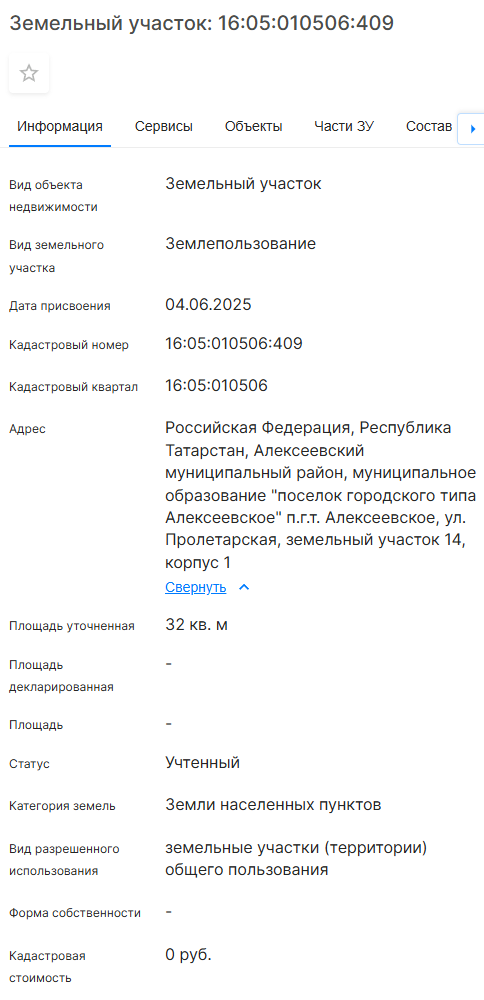 Земельный участок: 16:05:010506:409
Информация
Сервисы
Объекты
Части ЗУ
Состав
Вид объекта
недвижимости
Земельный участок
Вид земельного
участка
Землепользование
Дата присвоения
04.06.2025
Кадастровый номер
16:05:010506:409
Кадастровый квартал
16:05:010506
Адрес
Российская Федерация, Республика
Татарстан, Алексеевский
муниципальный район, муниципальное
образование "поселок городского типа
Алексеевское" п.г.т. Алексеевское, ул.
Пролетарская, земельный участок 14,
корпус 1
Свернуть
Площадь уточненная
32 кв. м
Площадь
декларированная
-
Площадь
-
Статус
Учтенный
Категория земель
Земли населенных пунктов
Вид разрешенного
использования
земельные участки (территории)
общего пользования
Форма собственности
-
Кадастровая
стоимость
0 руб.